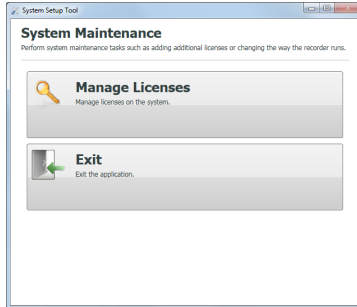 System Setup Tool
System Maintenance
Perform system maintenance tasks such as adding additional licenses or changing the way the recorder runs.
Manage Licenses
Manage licenses on the system.
Exit
Exit the application.